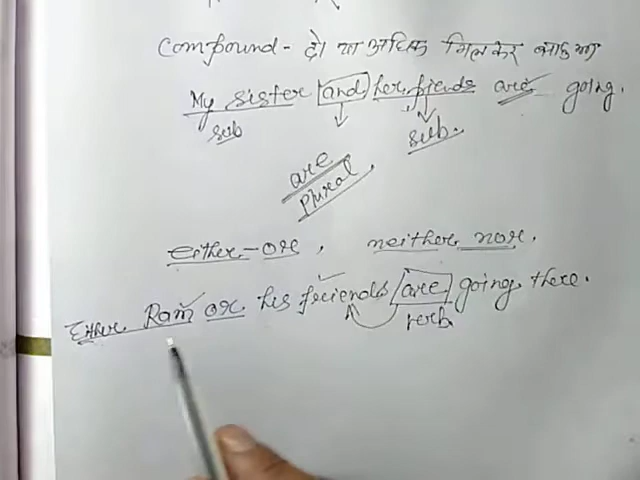 Compound - दो या अधिक मिलकर
My sister and her friends are going.
sub sub.
are
Plural.
either-or, neither nor.
Either Ram or his friends are going there.
verb